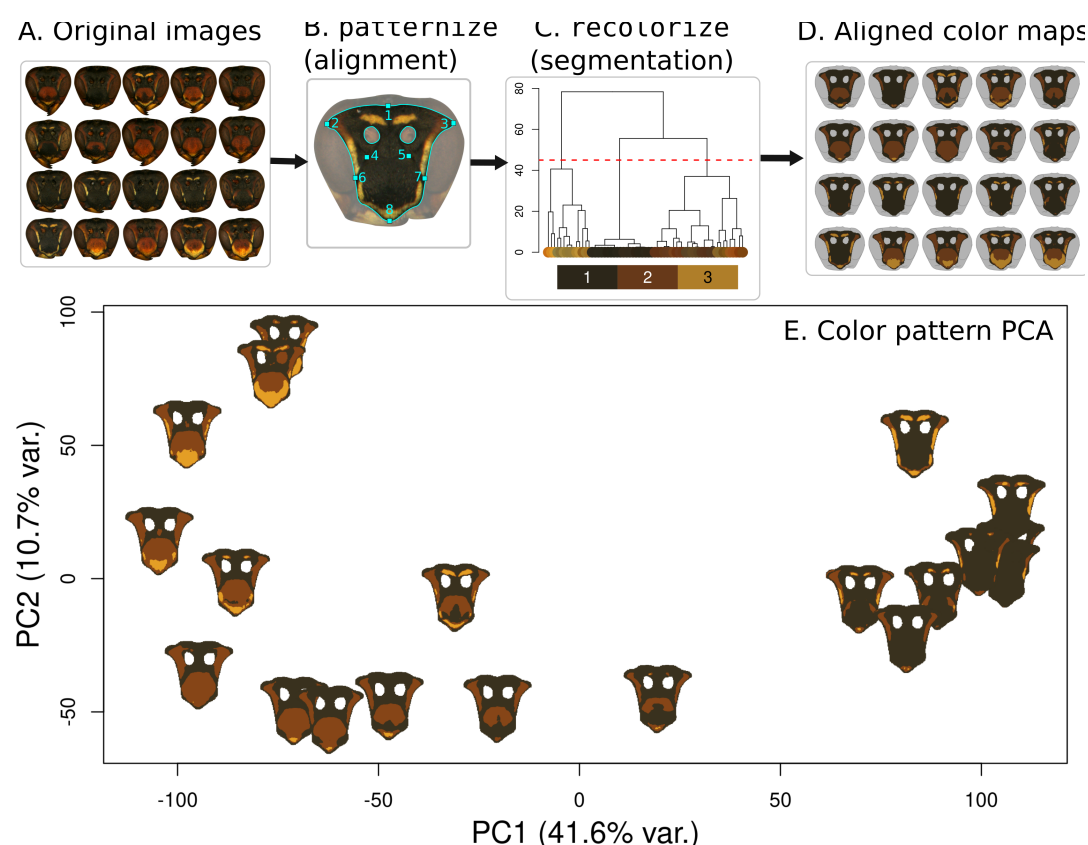 A. Original images
B. patternize
(alignment)
C. recolorize
(segmentation)
D. Aligned color maps
1
2
3
4
5
6
7
8
80
60
40
20
0
1
2
3
E. Color pattern PCA
100
50
0
-50
PC2 (10.7% var.)
-100
-50
0
50
100
PC1 (41.6% var.)